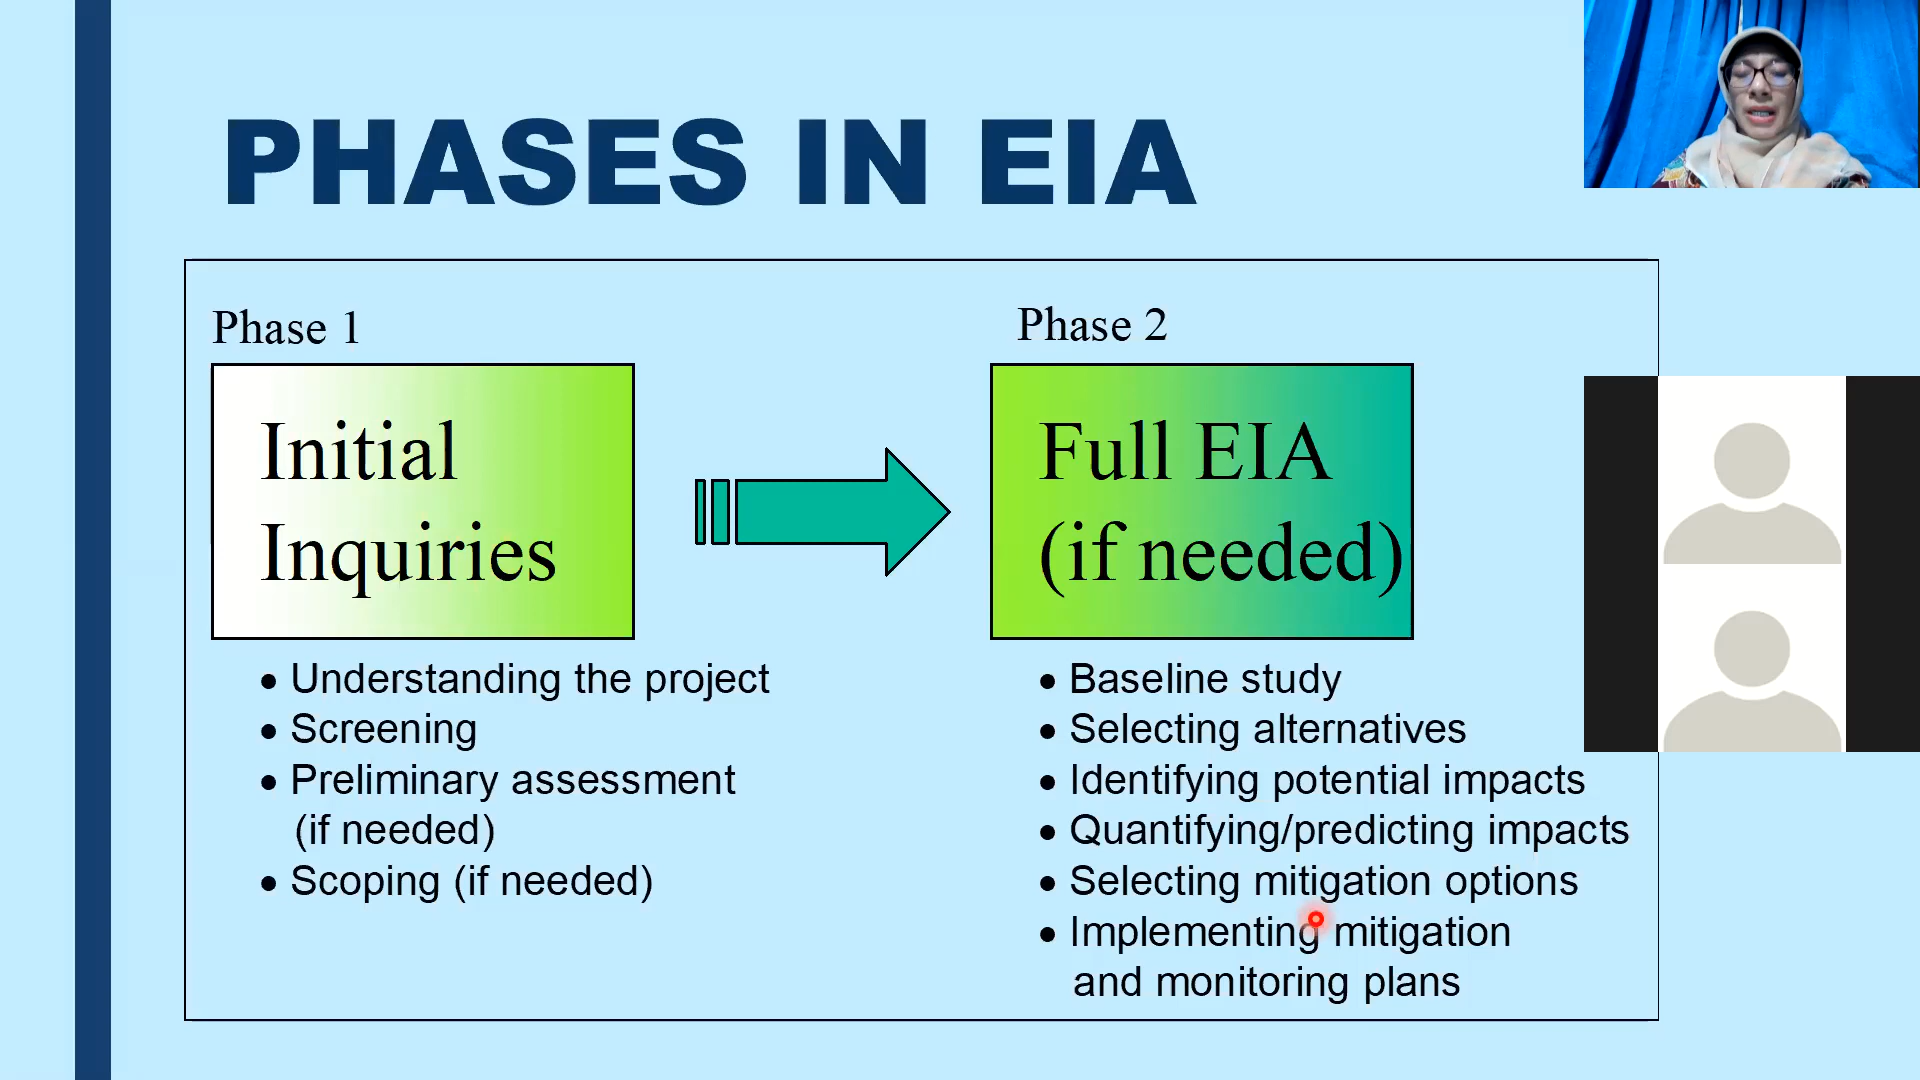 PHASES IN EIA
Phase 1
Initial
Inquiries
• Understanding the project
• Screening
• Preliminary assessment
(if needed)
• Scoping (if needed)
Phase 2
Full EIA
(if needed)
• Baseline study
• Selecting alternatives
• Identifying potential impacts
• Quantifying/predicting impacts
• Selecting mitigation options
• Implementing mitigation
and monitoring plans